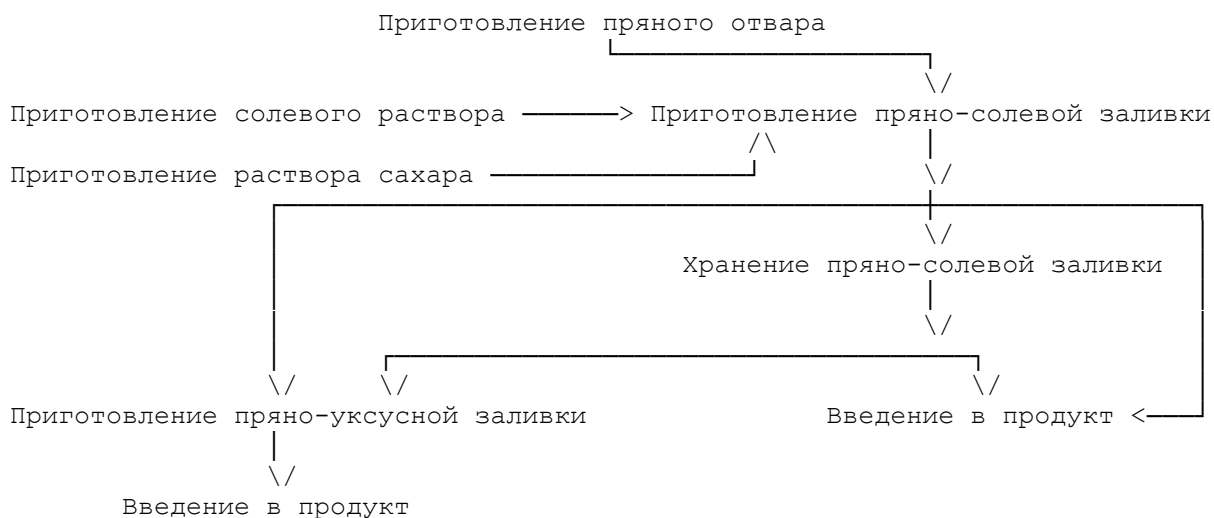 Приготовление пряного отвара
Приготовление солевого раствора ──────> Приготовление пряно-солевой заливки
Приготовление раствора сахара
Хранение пряно-солевой заливки
Приготовление пряно-уксусной заливки Введение в продукт <────
Введение в продукт